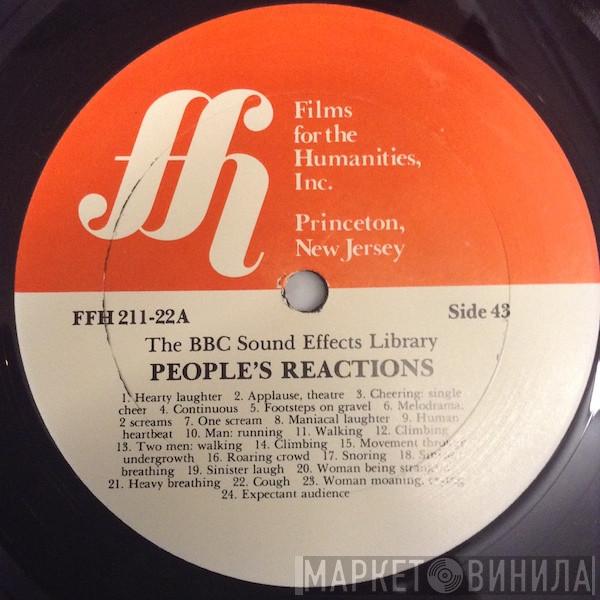 ffh
Films
for the
Humanities,
Inc.
Princeton,
New Jersey
FFH 211-22A
Side 43
The BBC Sound Effects Library
PEOPLE'S REACTIONS
1. Hearty laughter 2. Applause, theatre 3. Cheering: single
cheer 4. Continuous 5. Footsteps on gravel 6. Melodrama,
2 screams 7. One scream 8. Maniacal laughter 9. Human
heartbeat 10. Man: running 11. Walking 12. Climbing
13. Two men: walking 14. Climbing 15. Movement through
undergrowth 16. Roaring crowd 17. Snoring 18.
breathing 19. Sinister laugh 20. Woman being
21. Heavy breathing 22. Cough 23. Woman moaning,
24. Expectant audience
МАРКЕТ ВИНИЛА